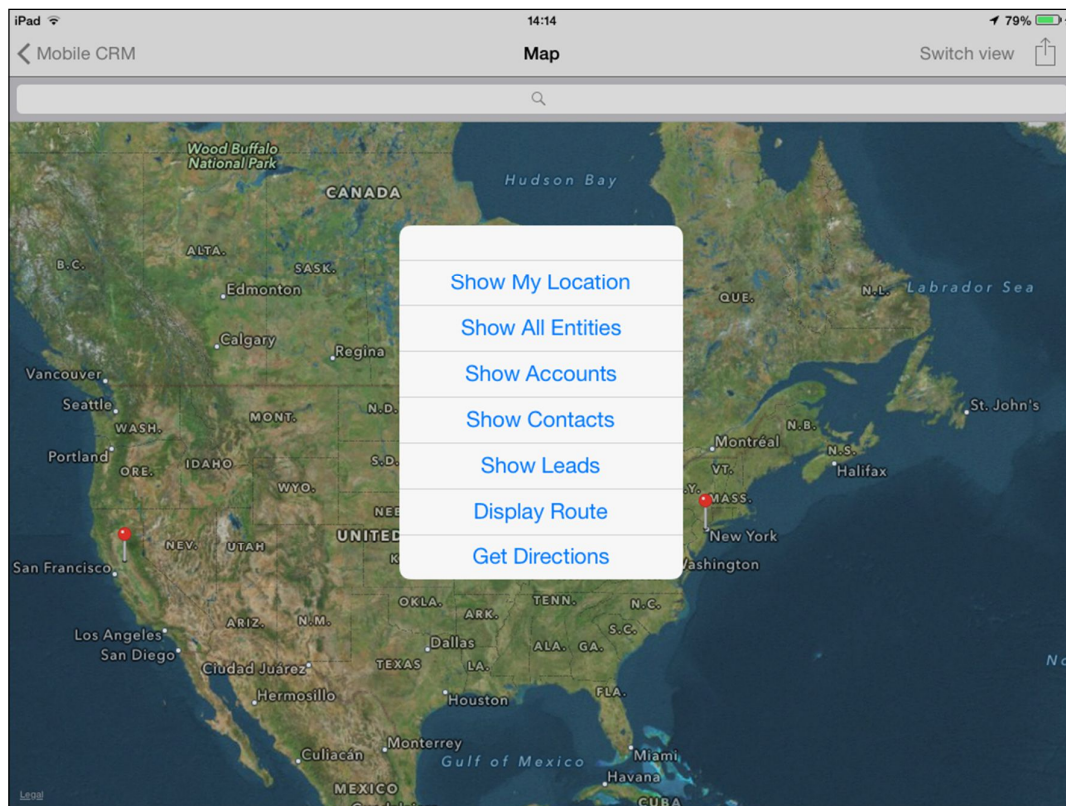 iPad 14:14 79%
Mobile CRM Map Switch view
Wood Buffalo
National Park
Hudson Bay
CANADA
ALTA.
B.C.
SASK.
Show My Location
Labrador Sea
Edmonton
QUE.
N.L.
Show All Entities
Calgary
Regina
Vancouver
Show Accounts
Seattle
N.D.
St. John's
WASH.
MONT.
Show Contacts
N.B.
Portland
Montréal
N.S.
ORE.
IDAHO
S.D.
Show Leads
VT.
Halifax
WYO.
MASS.
NEB
Display Route
NEV.
UTAH
UNITED
New York
San Francisco
Get Directions
Washington
OKLA.
ARK.
TENN.
N.C.
ARIZ.
N.M.
S.C.
Los Angeles
Dallas
ALA.
GA.
San Diego
Ciudad Juárez
TEXAS
LA.
Hermosillo
Houston
FLA.
Culiacán
Monterrey
Gulf of Mexico
Miami
Havana
Legal
MEXICO
CUBA